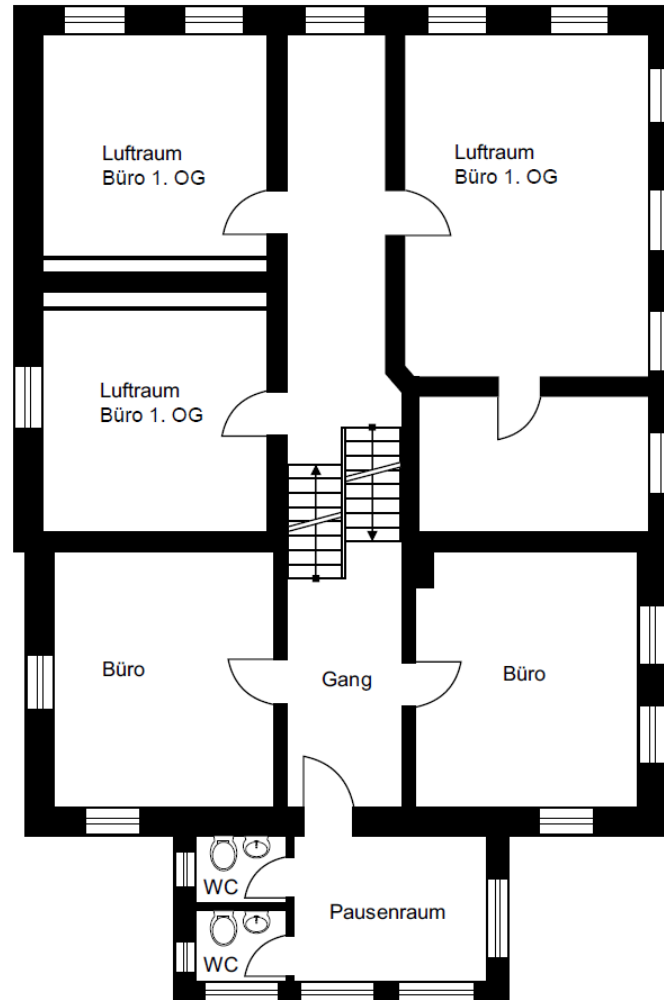 Luftraum
Büro 1. OG
Luftraum
Büro 1. OG
Luftraum
Büro 1. OG
Büro
Gang
Büro
WC
Pausenraum
WC